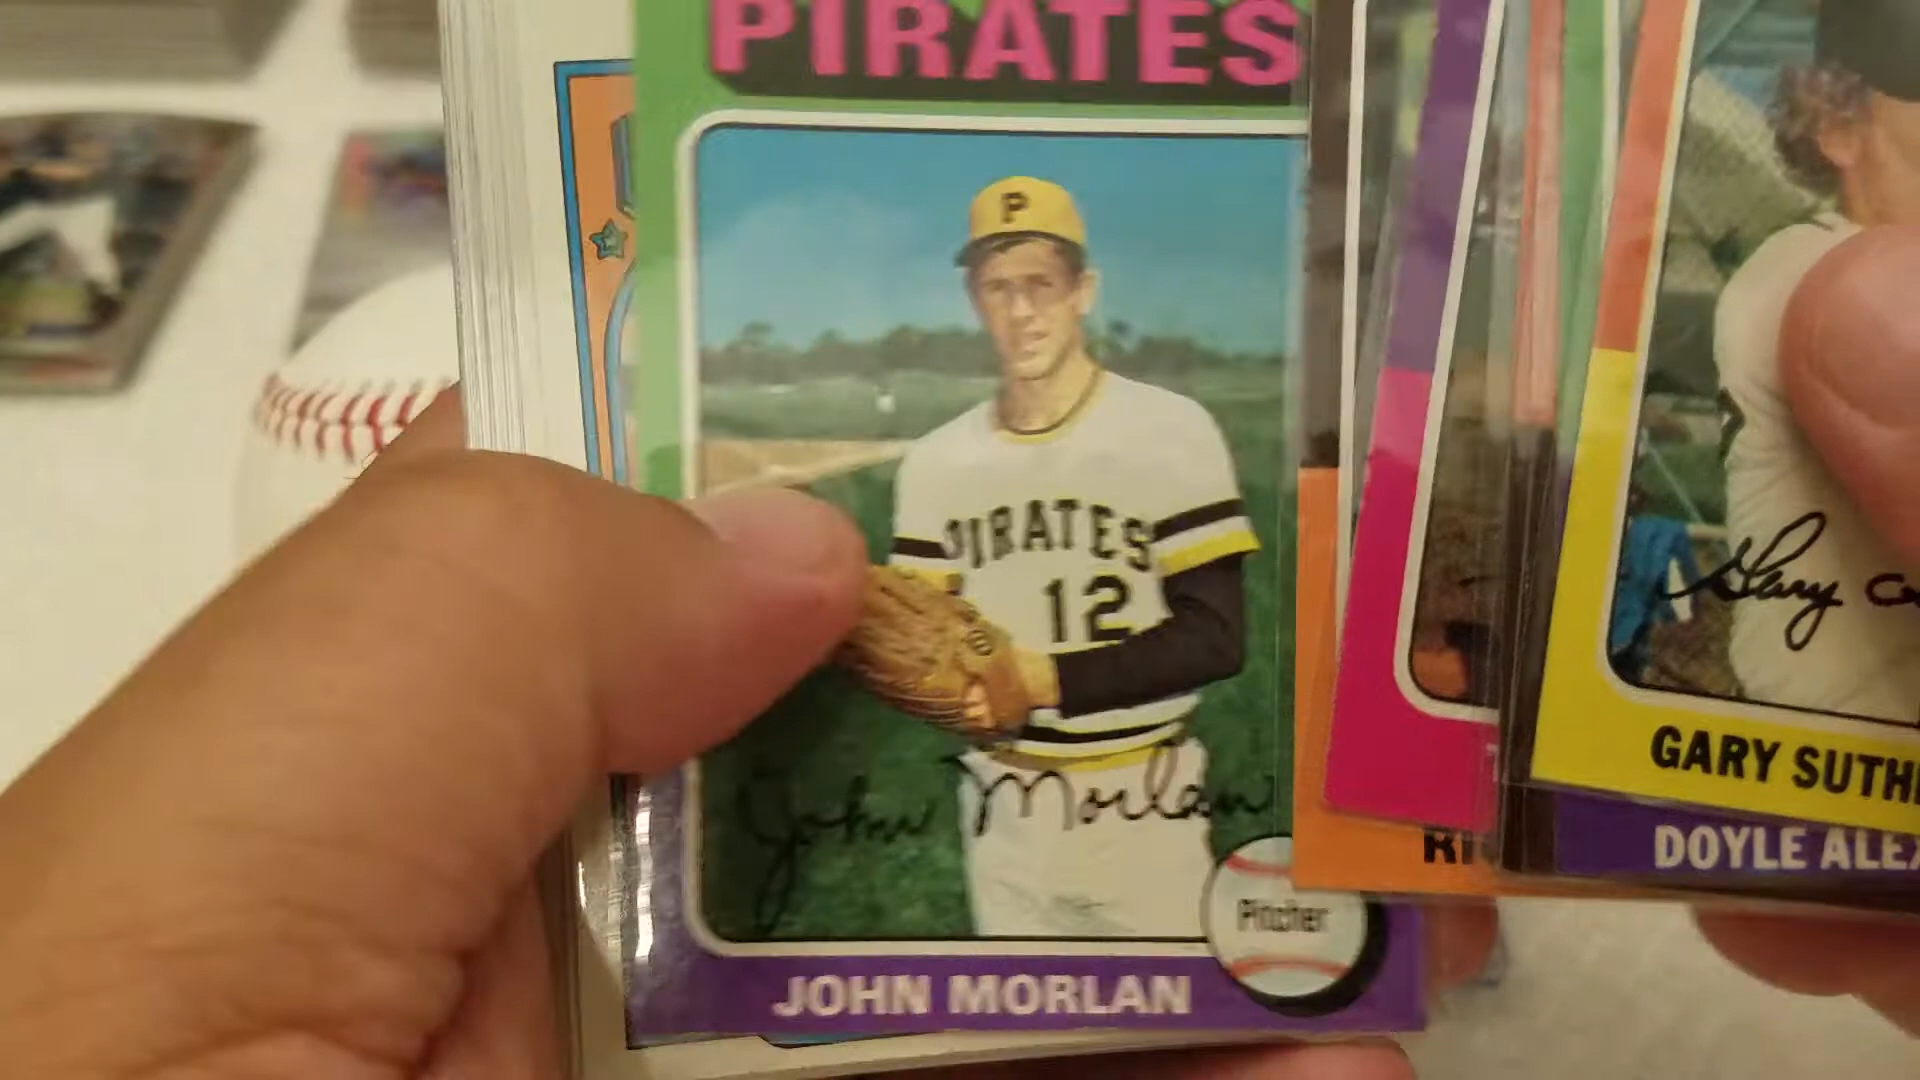 PIRATES
P
PIRATES
12
John Morlan
Pitcher
JOHN MORLAN
Gary
GARY SUTH
DOYLE ALEX